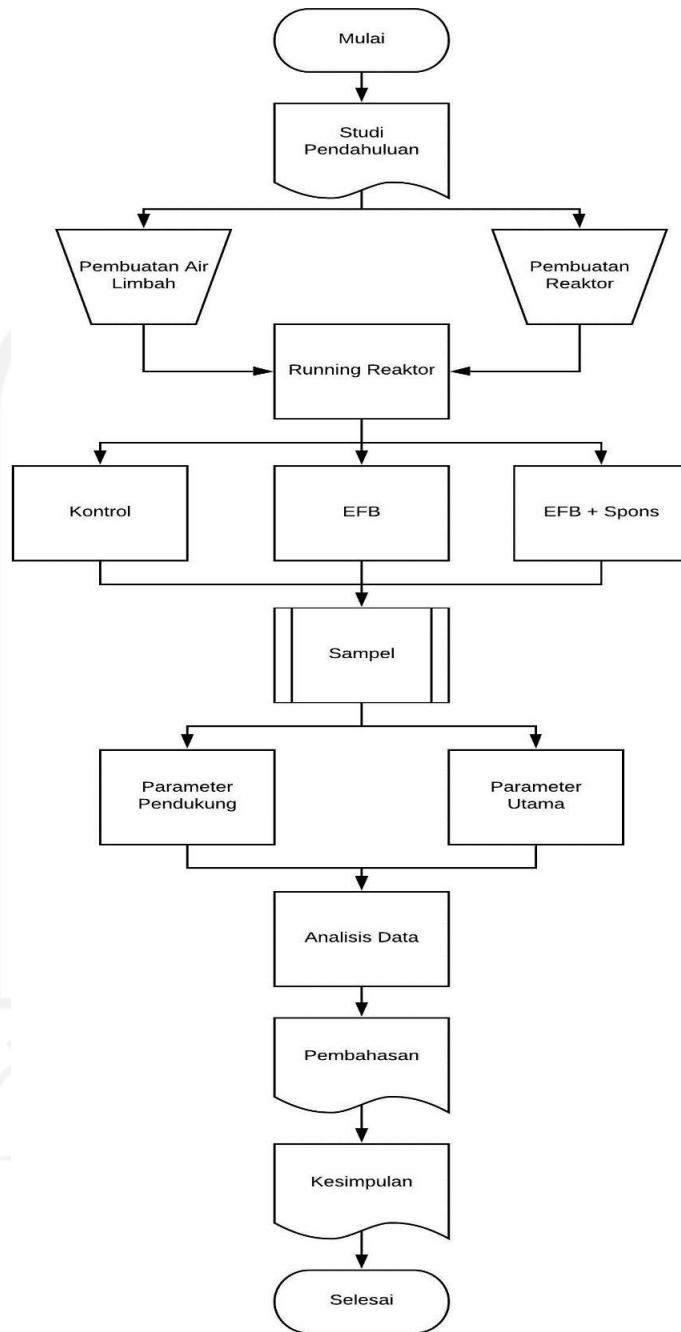 Mulai
Studi
Pendahuluan
Pembuatan Air
Limbah
Pembuatan
Reaktor
Running Reaktor
Kontrol
EFB
EFB + Spons
Sampel
Parameter
Pendukung
Parameter
Utama
Analisis Data
Pembahasan
Kesimpulan
Selesai